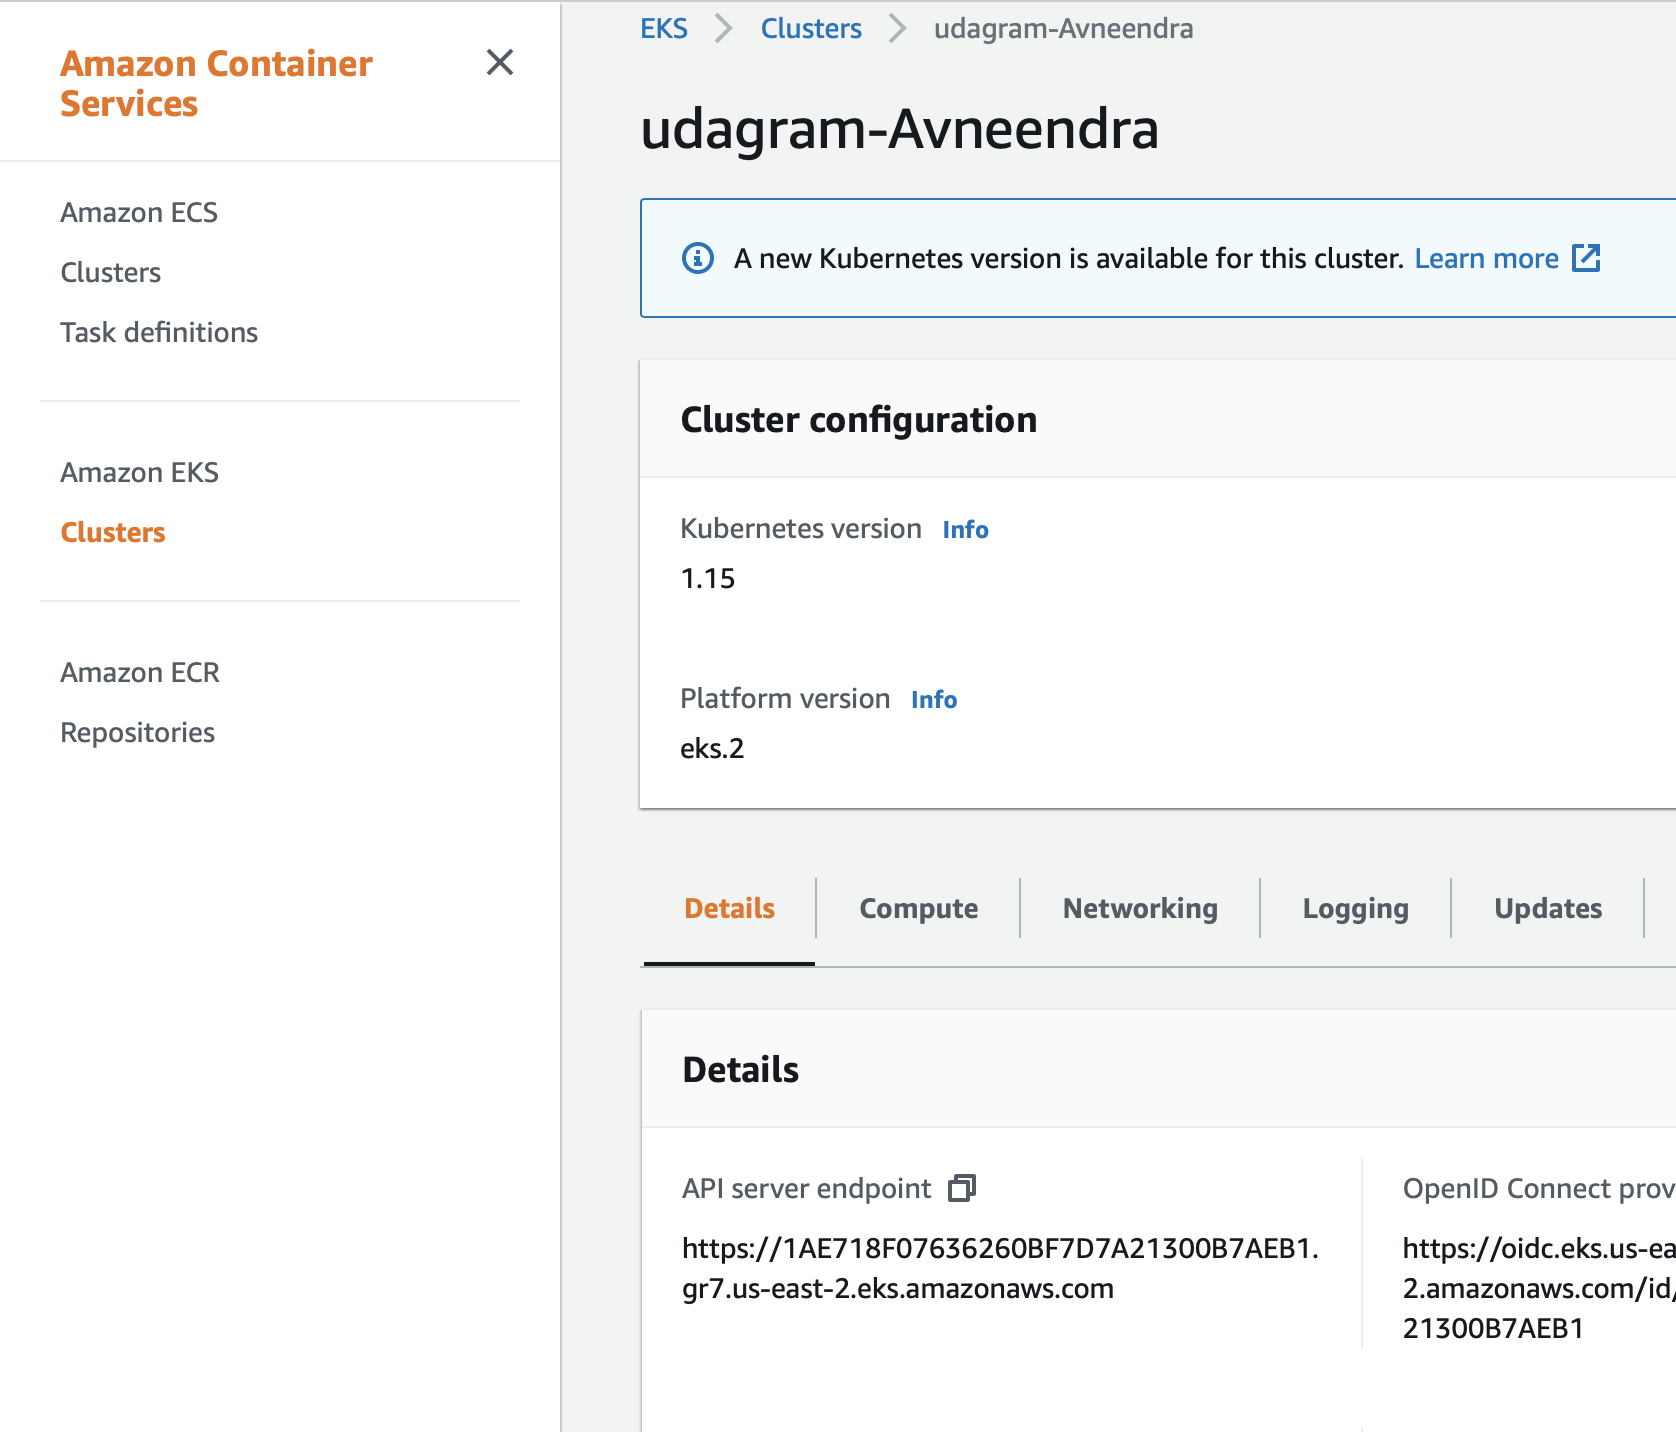 Amazon Container
Services
Amazon ECS
Clusters
Task definitions
Amazon EKS
Clusters
Amazon ECR
Repositories
EKS > Clusters > udagram-Avneendra
udagram-Avneendra
A new Kubernetes version is available for this cluster. Learn more
Cluster configuration
Kubernetes version Info
1.15
Platform version Info
eks.2
Details Compute Networking Logging Updates
Details
API server endpoint
https://1AE718F07636260BF7D7A21300B7AEB1.
gr7.us-east-2.eks.amazonaws.com
OpenID Connect prov
https://oidc.eks.us-ea
2.amazonaws.com/id/
21300B7AEB1